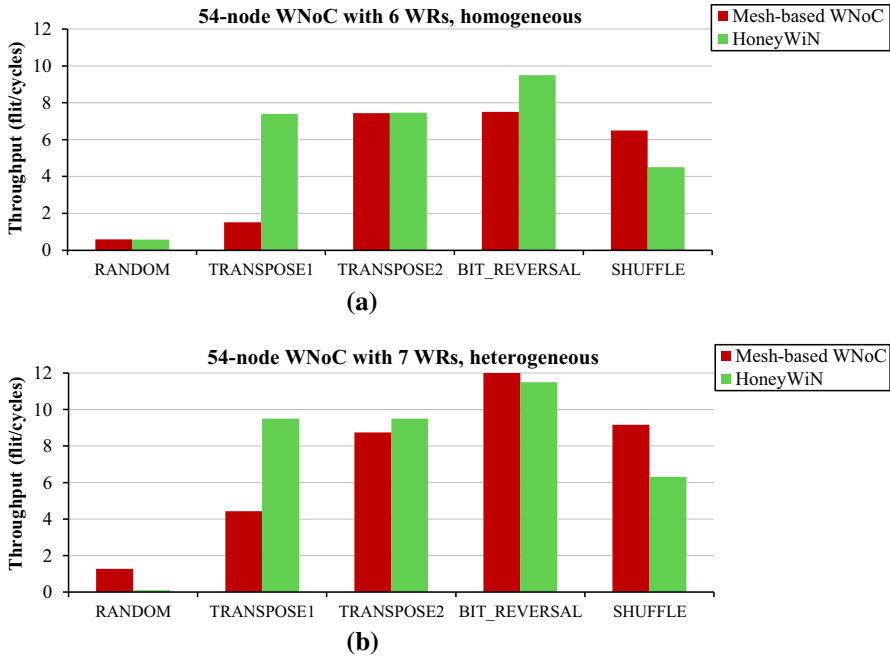 54-node WNoC with 6 WRs, homogeneous
Mesh-based WNoC
HoneyWiN
Throughput (flit/cycles)
12
10
8
6
4
2
0
RANDOM
TRANSPOSE1
TRANSPOSE2
BIT_REVERSAL
SHUFFLE
(a)
54-node WNoC with 7 WRs, heterogeneous
Mesh-based WNoC
HoneyWiN
Throughput (flit/cycles)
12
10
8
6
4
2
0
RANDOM
TRANSPOSE1
TRANSPOSE2
BIT_REVERSAL
SHUFFLE
(b)